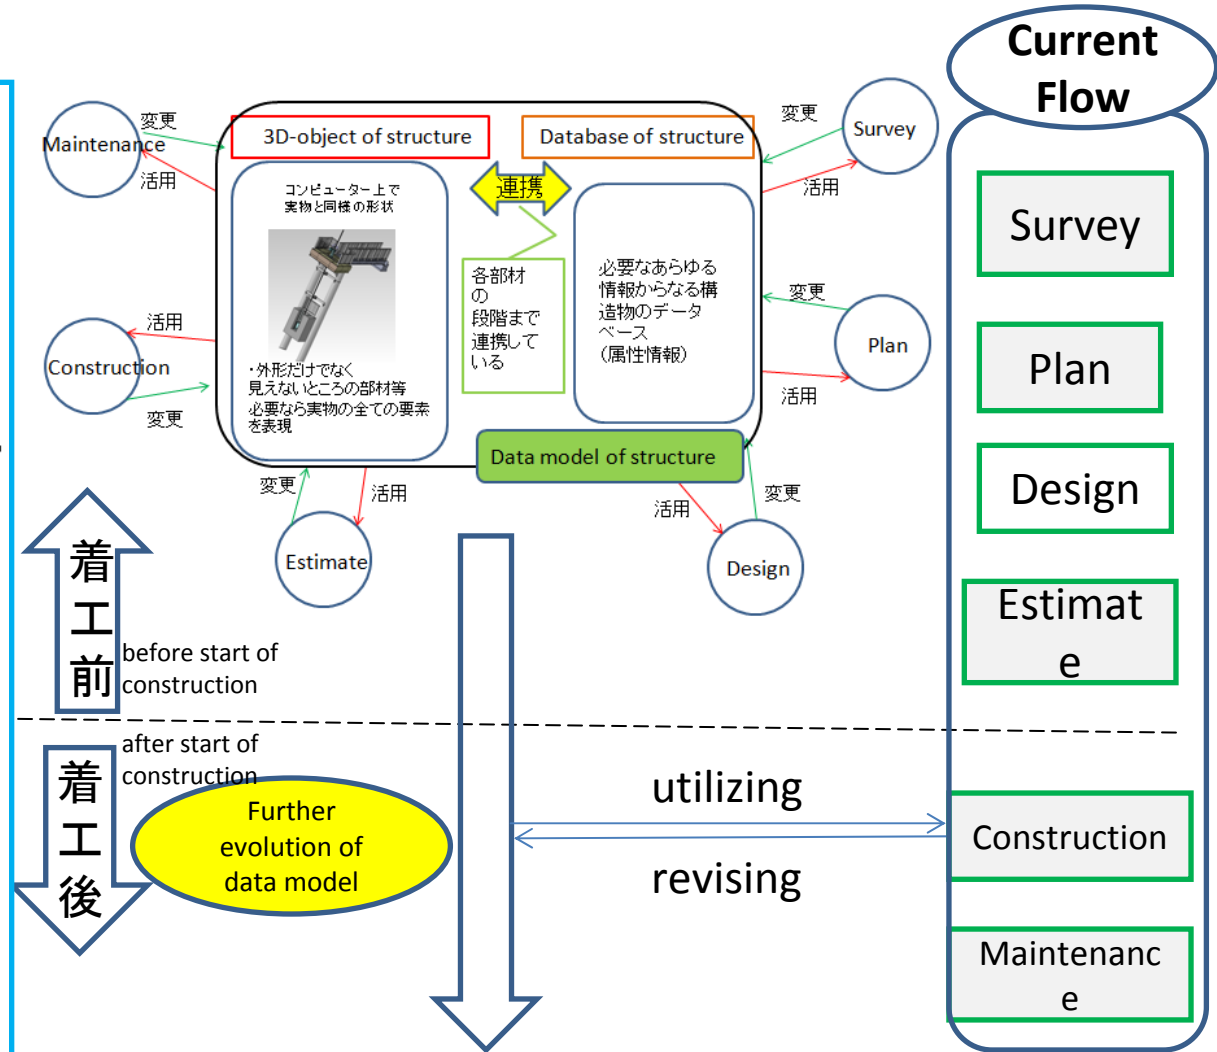 Current
Flow
変更
Maintenance
活用
3D-object of structure
Database of structure
変更
Survey
活用
コンピューター上で
実物と同様の形状
連携
各部材
の
段階まで
連携して
いる
必要なあらゆる
情報からなる構
造物のデータ
ベース
(属性情報)
・外形だけでなく
見えないところの部材等
必要なら実物の全ての要素
を表現
変更
Plan
活用
活用
Construction
変更
Data model of structure
変更
活用
Estimate
活用
変更
Design
Survey
Plan
Design
Estimat
e
着
工
前
before start of
construction
after start of
construction
着
工
後
Further
evolution of
data model
utilizing
revising
Construction
Maintenanc
e